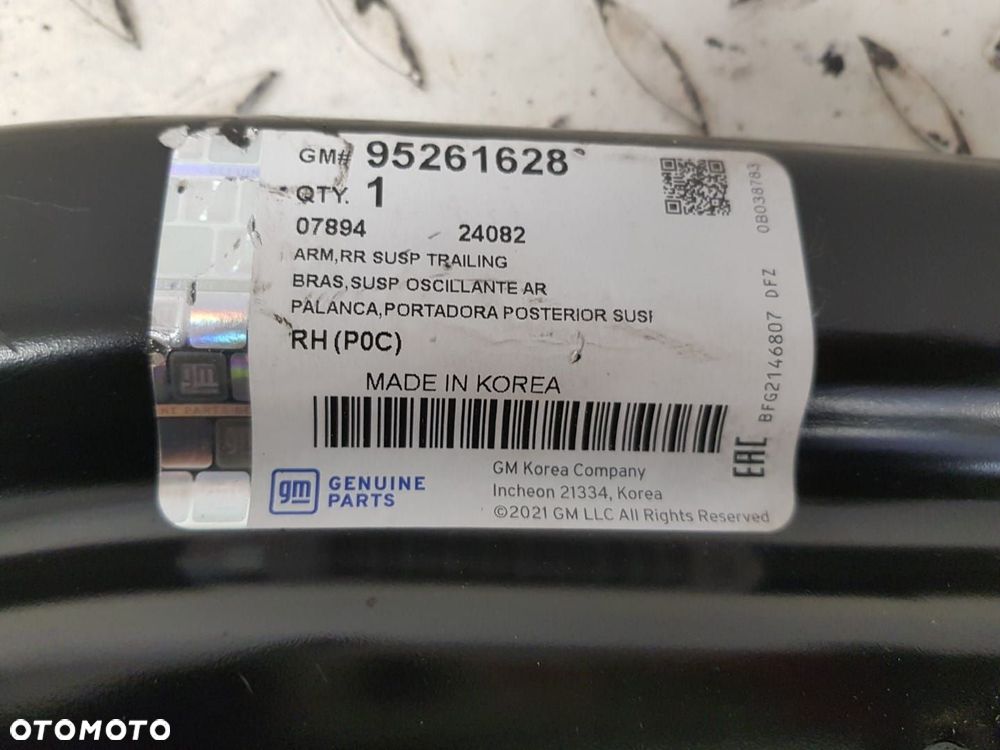 GM# 95261628
QTY. 1
07894 24082
ARM,RR SUSP TRAILING
BRAS,SUSP OSCILLANTE AR
PALANCA,PORTADORA POSTERIOR SUSP
RH (P0C)
MADE IN KOREA
gm GENUINE
PARTS
GM Korea Company
Incheon 21334, Korea
©2021 GM LLC All Rights Reserved
0B038783
BFG2146807 DFZ
EAC
gm
OTOMOTO